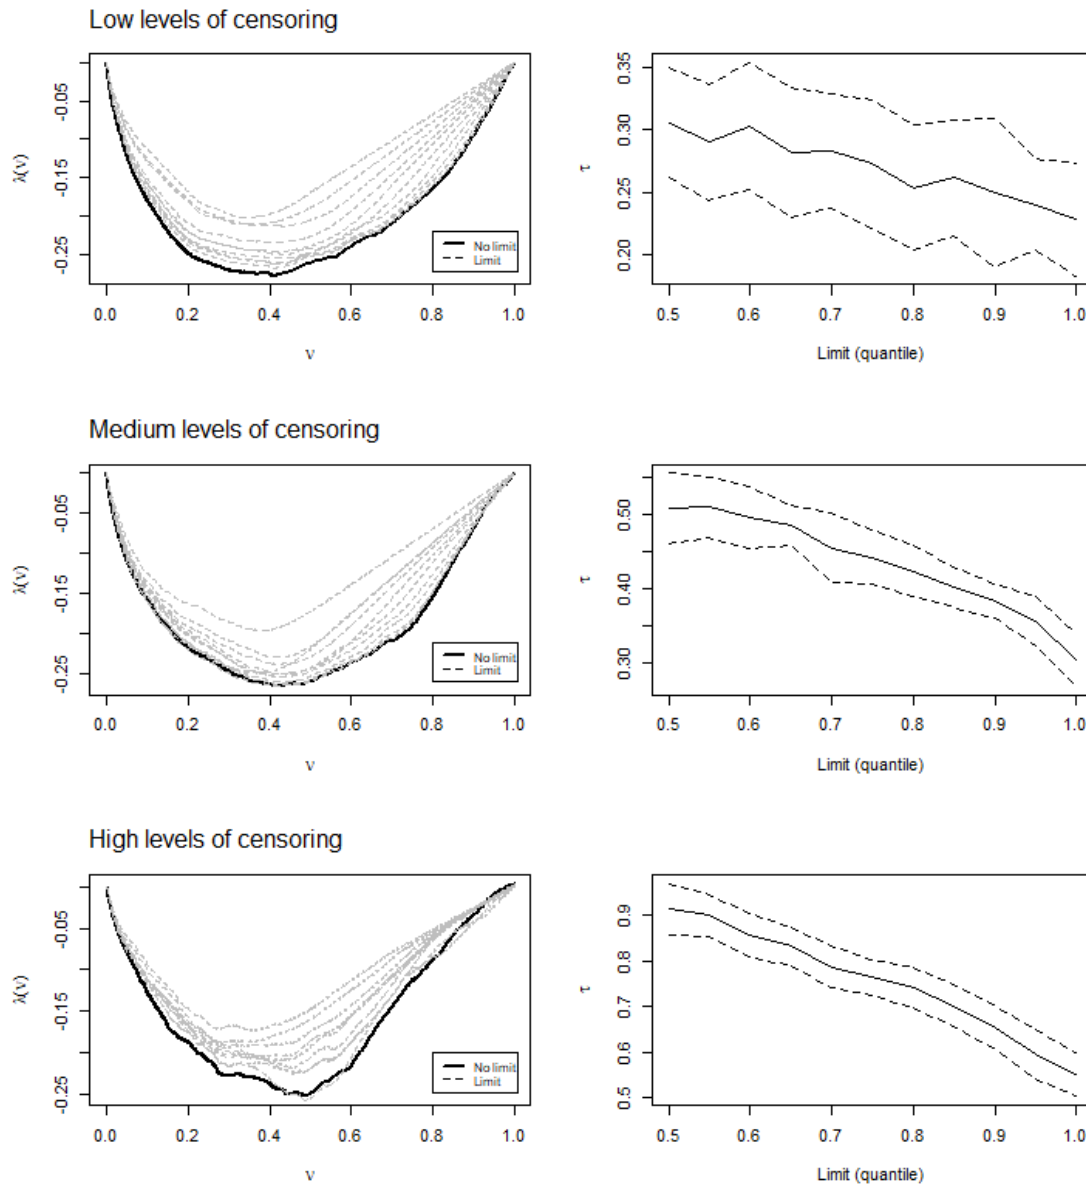 Low levels of censoring
λ(ν)
-0.05
-0.15
-0.25
No limit
Limit
0.0 0.2 0.4 0.6 0.8 1.0
ν
τ
0.35
0.30
0.25
0.20
0.5 0.6 0.7 0.8 0.9 1.0
Limit (quantile)
Medium levels of censoring
λ(ν)
-0.05
-0.15
-0.25
No limit
Limit
0.0 0.2 0.4 0.6 0.8 1.0
ν
τ
0.50
0.40
0.30
0.5 0.6 0.7 0.8 0.9 1.0
Limit (quantile)
High levels of censoring
λ(ν)
-0.05
-0.15
-0.25
No limit
Limit
0.0 0.2 0.4 0.6 0.8 1.0
ν
τ
0.9
0.8
0.7
0.6
0.5
0.5 0.6 0.7 0.8 0.9 1.0
Limit (quantile)